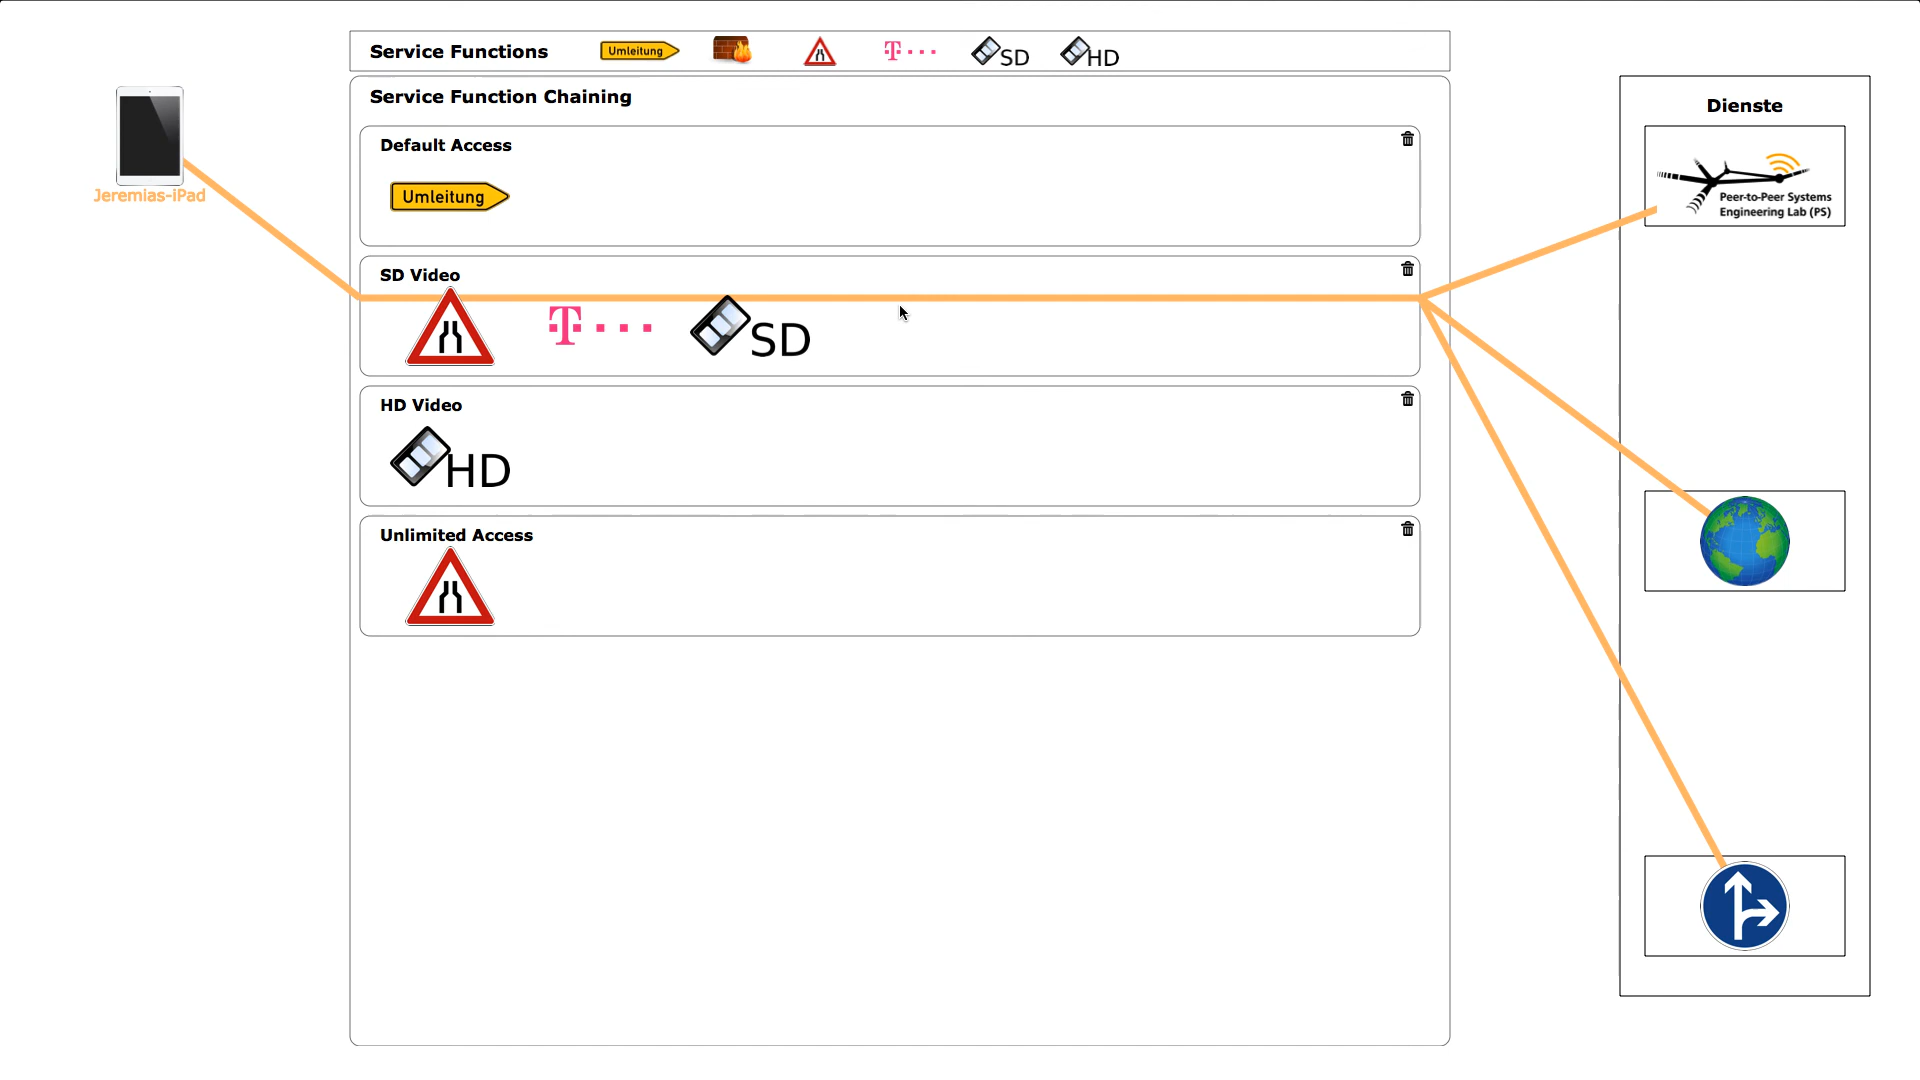 Service Functions
Umleitung
T
SD
HD
Service Function Chaining
Jeremias-iPad
Default Access
Umleitung
SD Video
T
SD
HD Video
HD
Unlimited Access
Dienste
Peer-to-Peer Systems
Engineering Lab (PS)